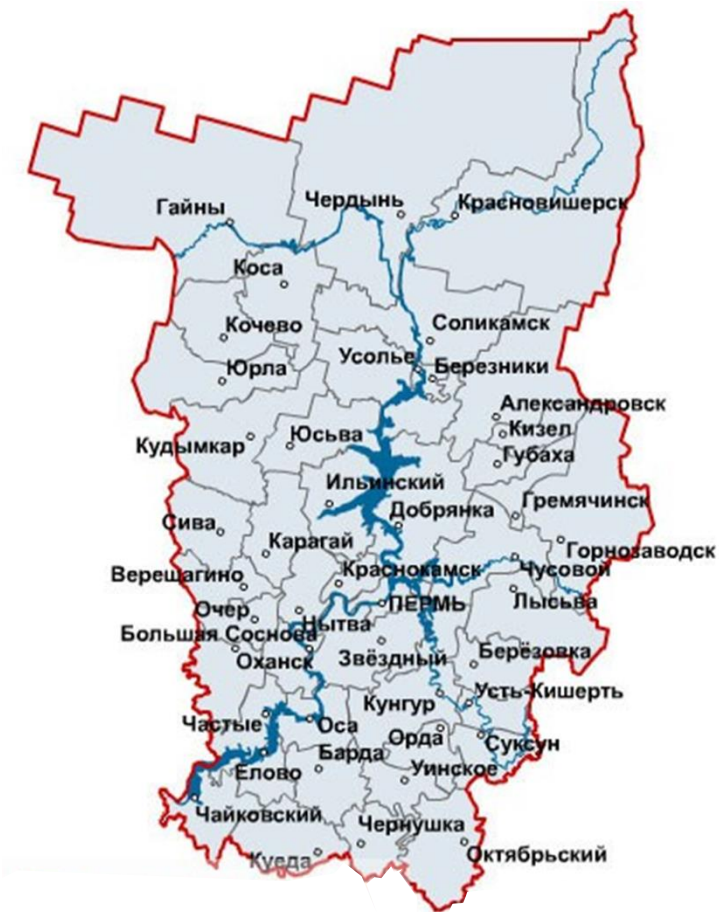 Чердынь
Красновишерск
Гайны
Коса
Соликамск
Кочево
Усолье
Березники
Юрла
Александровск
Кизел
Юсьва
Кудымкар
Губаха
Ильинский
Гремячинск
Добрянка
Сива
Карагай
Горнозаводск
Краснокамск
Чусовой
Верещагино
Лысьва
ПЕРМЬ
Очер
Нытва
Большая Соснова
Берёзовка
Звёздный
Оханск
Усть-Кишерть
Кунгур
Частые
Оса
Орда
Суксун
Барда
Уинское
Елово
Чайковский
Чернушка
Октябрьский
Куеда